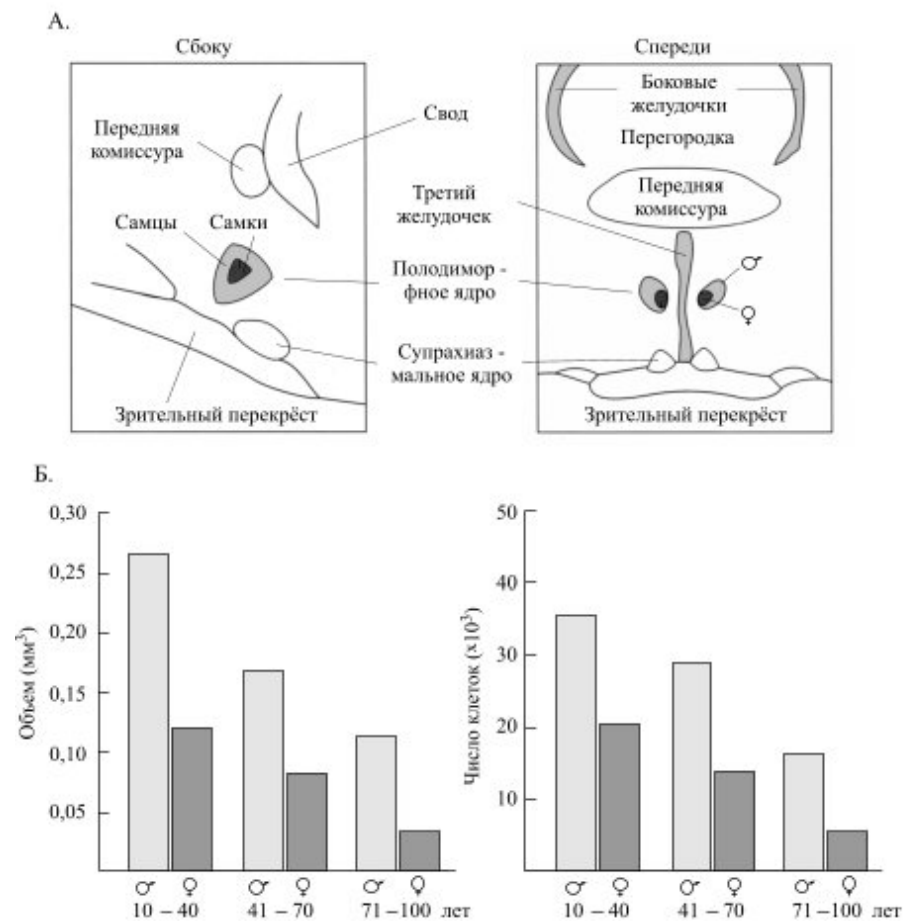 А.
Сбоку
Передняя
комиссура
Свод
Самцы
Самки
Зрительный перекрёст
Третий
желудочек
Полодимор -
фное ядро
Супрахиаз -
мальное ядро
Спереди
Боковые
желудочки
Перегородка
Передняя
комиссура
♂
♀
Зрительный перекрёст
Б.
Объем (мм³)
0,30
0,25
0,20
0,15
0,10
0,05
♂ ♀ ♂ ♀ ♂ ♀
10 – 40 41 – 70 71 – 100 лет
Число клеток (x10³)
50
40
30
20
10
♂ ♀ ♂ ♀ ♂ ♀
10 – 40 41 – 70 71 – 100 лет